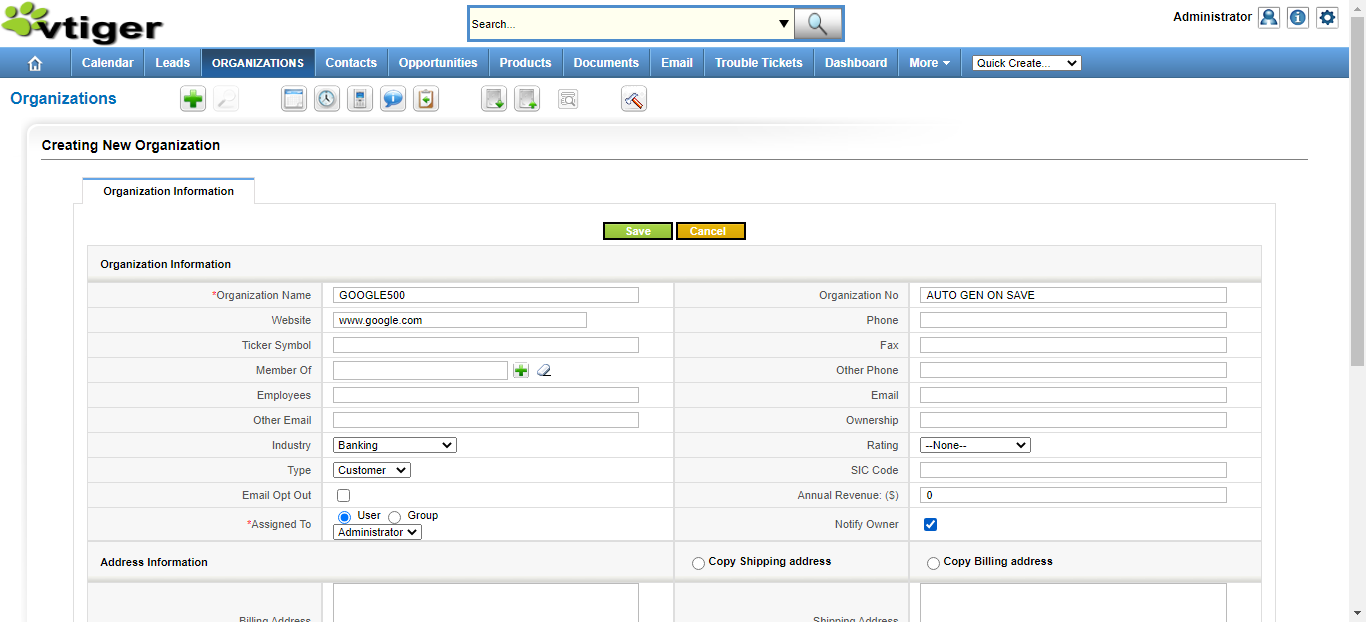 vtiger
Search...
Administrator
Calendar Leads ORGANIZATIONS Contacts Opportunities Products Documents Email Trouble Tickets Dashboard More Quick Create...
Organizations
Creating New Organization
Organization Information
Save Cancel
Organization Information
*Organization Name GOOGLE500 Organization No AUTO GEN ON SAVE
Website www.google.com Phone
Ticker Symbol Fax
Member Of Other Phone
Employees Email
Other Email Ownership
Industry Banking Rating --None--
Type Customer SIC Code
Email Opt Out Annual Revenue: ($) 0
*Assigned To User Group Notify Owner
Administrator
Address Information Copy Shipping address Copy Billing address
Billing Address Shipping Address